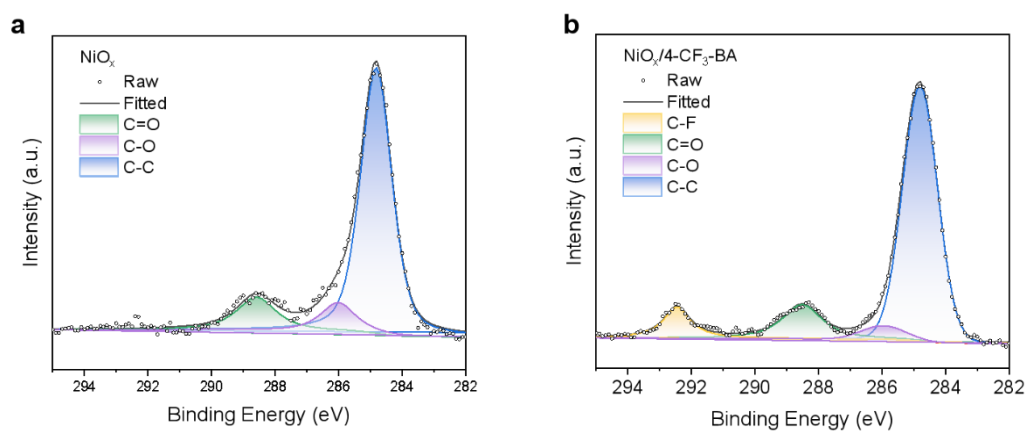 a
NiOₓ
Raw
Fitted
C=O
C-O
C-C
Intensity (a.u.)
294 292 290 288 286 284 282
Binding Energy (eV)
b
NiOₓ/4-CF₃-BA
Raw
Fitted
C-F
C=O
C-O
C-C
Intensity (a.u.)
294 292 290 288 286 284 282
Binding Energy (eV)